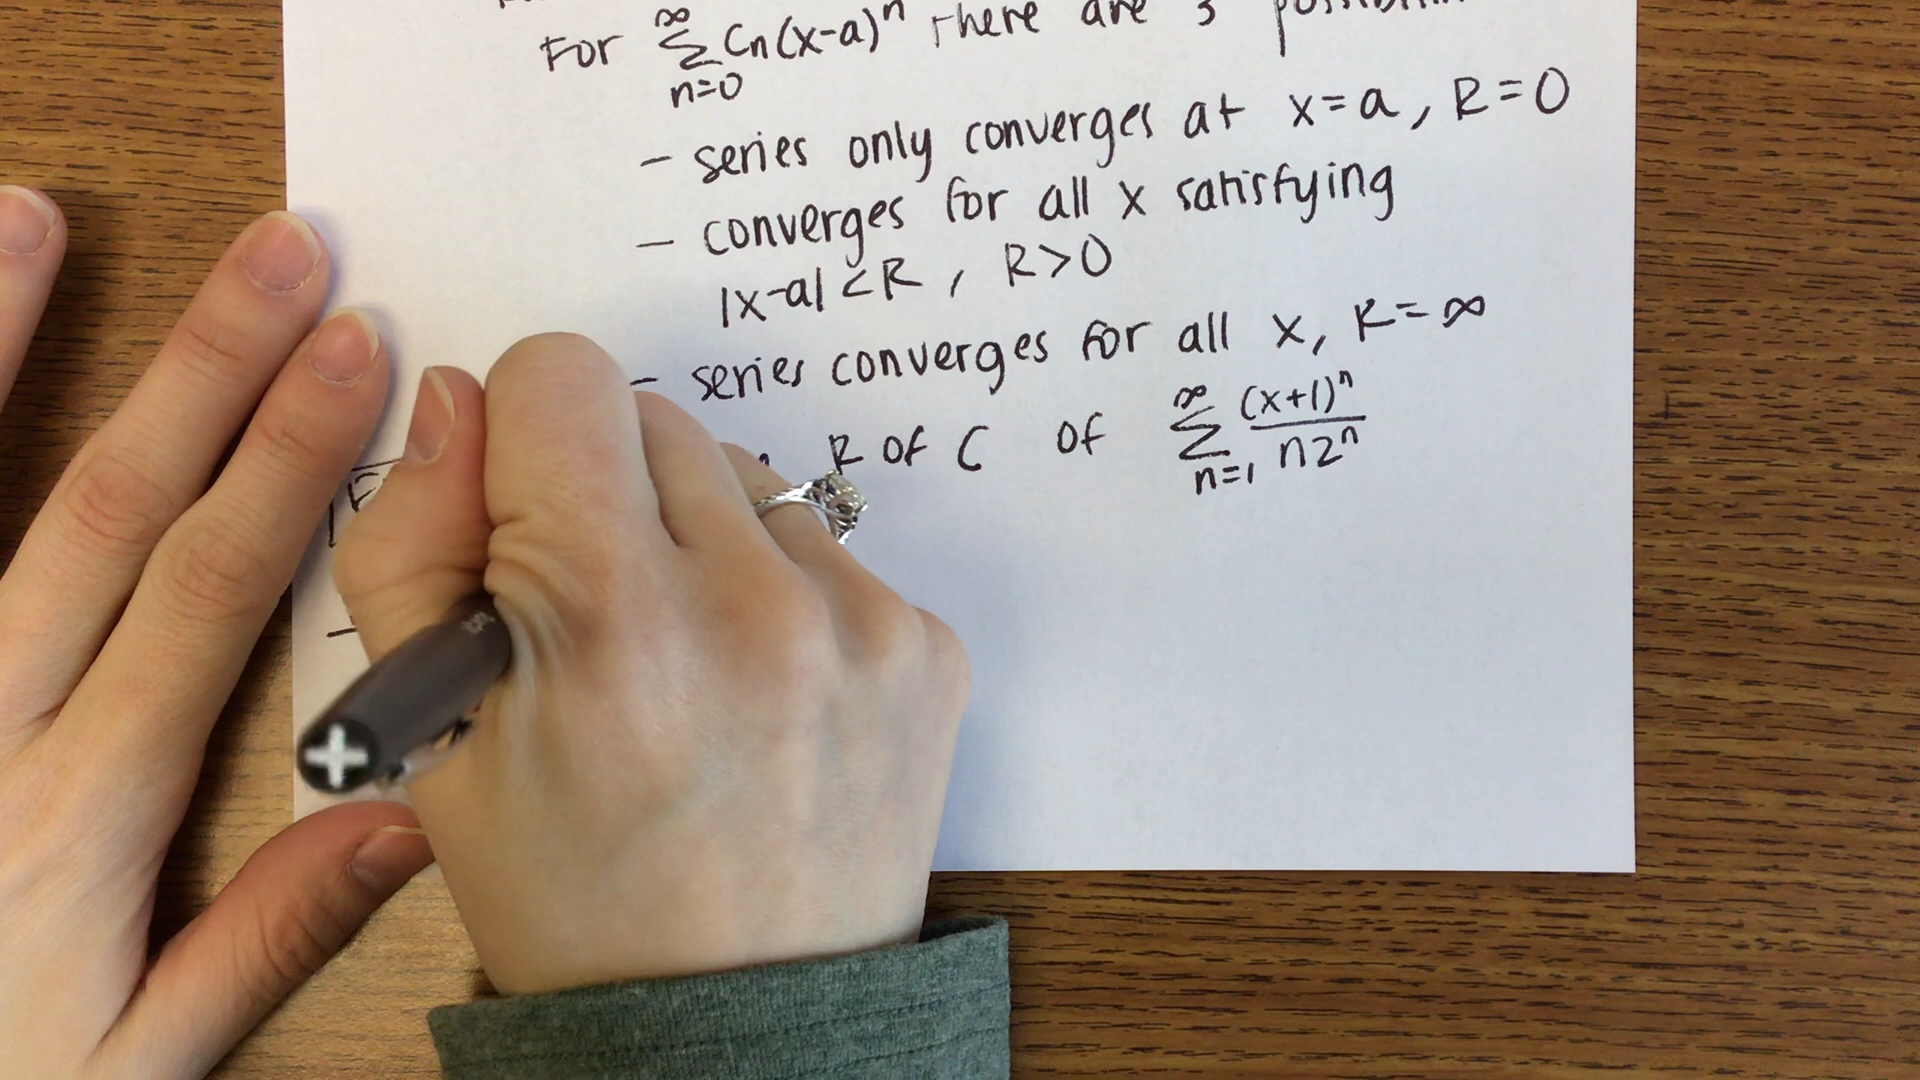 For ∑_{n=0}^{∞} Cn(x-a)^n There are 3
- series only converges at x=a, R=0
- converges for all x satisfying
|x-a| < R, R>0
- series converges for all x, R=∞
R of C of ∑_{n=1}^{∞} (x+1)^n / n2^n